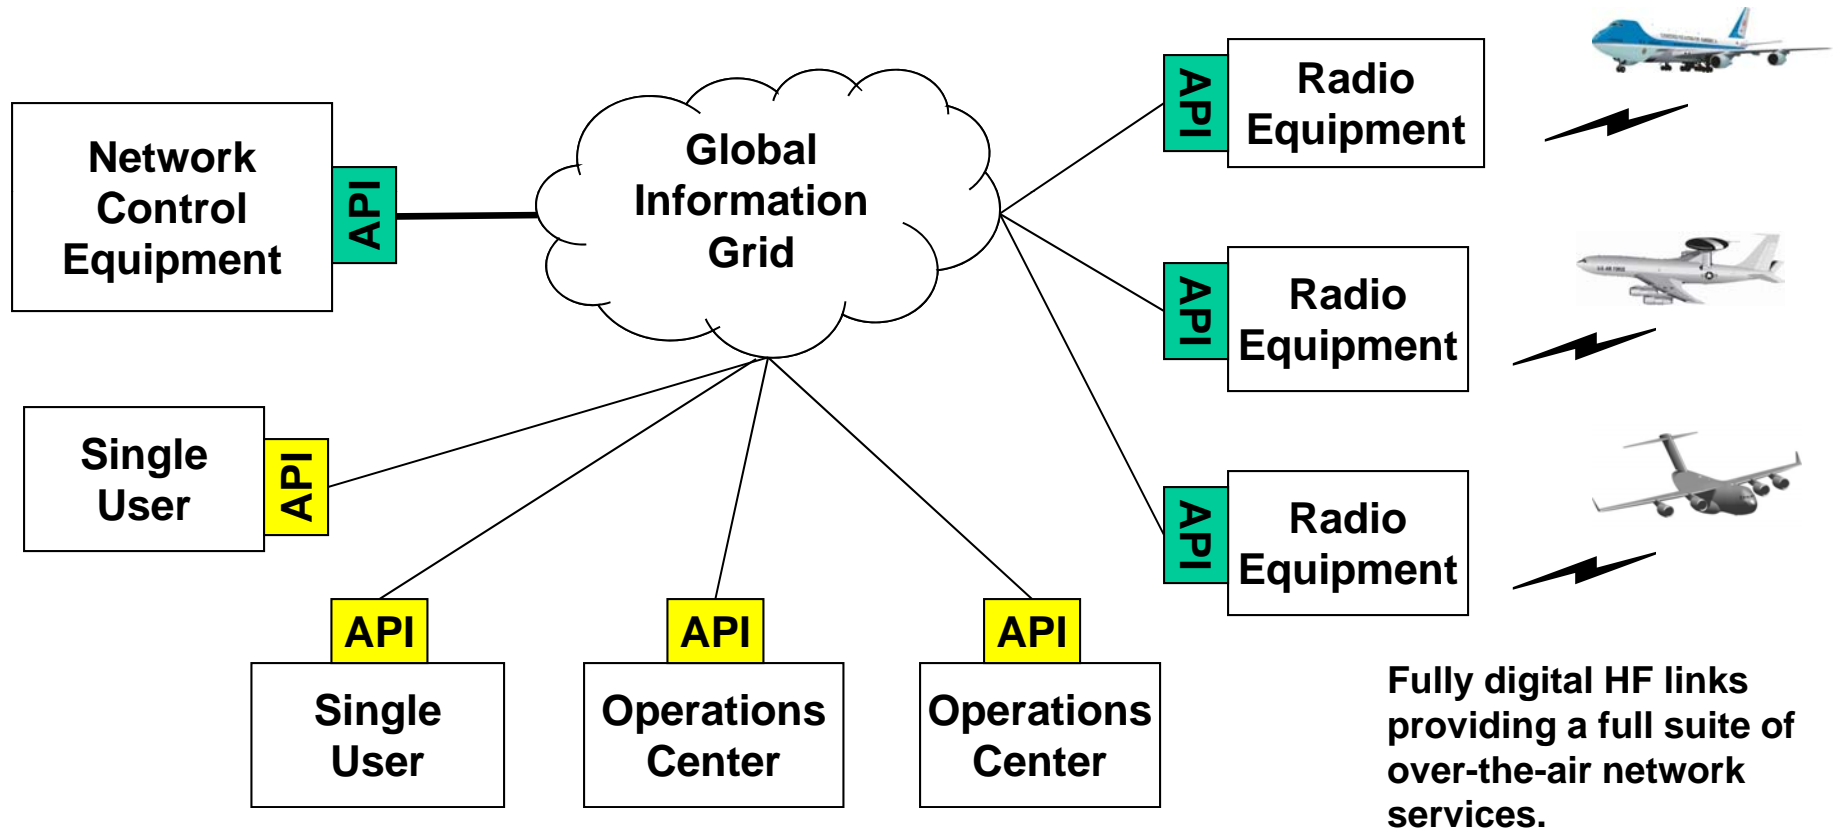 Network
Control
Equipment
API
Global
Information
Grid
API
Radio
Equipment
API
Radio
Equipment
API
Radio
Equipment
Single
User
API
API
Single
User
API
Operations
Center
API
Operations
Center
Fully digital HF links
providing a full suite of
over-the-air network
services.